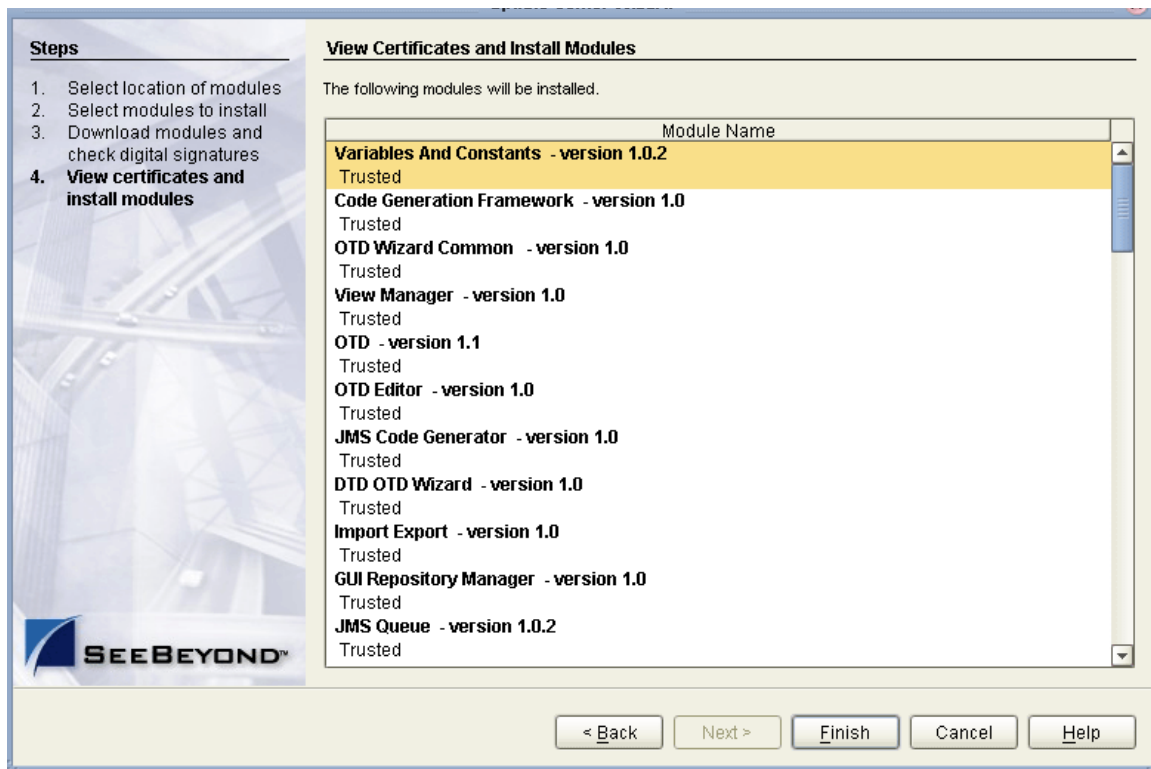 Steps
1. Select location of modules
2. Select modules to install
3. Download modules and
check digital signatures
4. View certificates and
install modules
SEEBEYOND™
View Certificates and Install Modules
The following modules will be installed.
Module Name
Variables And Constants - version 1.0.2
Trusted
Code Generation Framework - version 1.0
Trusted
OTD Wizard Common - version 1.0
Trusted
View Manager - version 1.0
Trusted
OTD - version 1.1
Trusted
OTD Editor - version 1.0
Trusted
JMS Code Generator - version 1.0
Trusted
DTD OTD Wizard - version 1.0
Trusted
Import Export - version 1.0
Trusted
GUI Repository Manager - version 1.0
Trusted
JMS Queue - version 1.0.2
Trusted
< Back Next > Finish Cancel Help